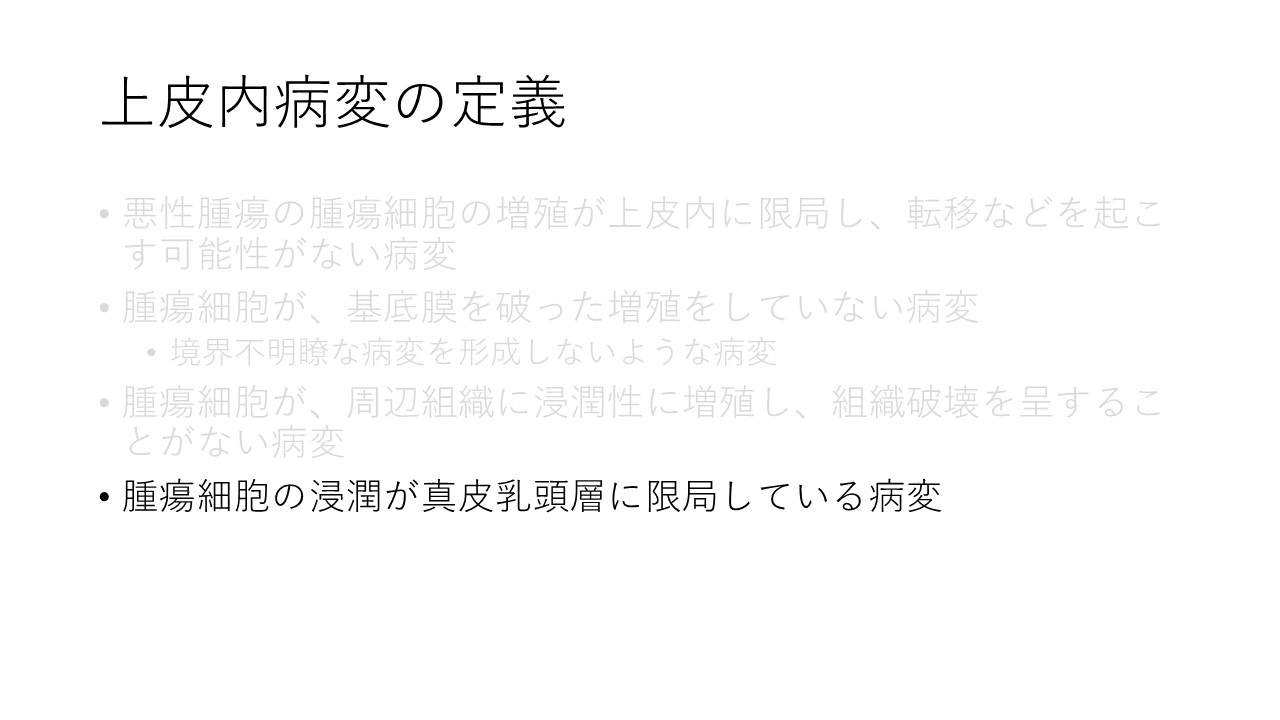 上皮内病変の定義
• 悪性腫瘍の腫瘍細胞の増殖が上皮内に限局し、転移などを起こ
す可能性がない病変
• 腫瘍細胞が、基底膜を破った増殖をしていない病変
• 境界不明瞭な病変を形成しないような病変
• 腫瘍細胞が、周辺組織に浸潤性に増殖し、組織破壊を呈するこ
とがない病変
• 腫瘍細胞の浸潤が真皮乳頭層に限局している病変